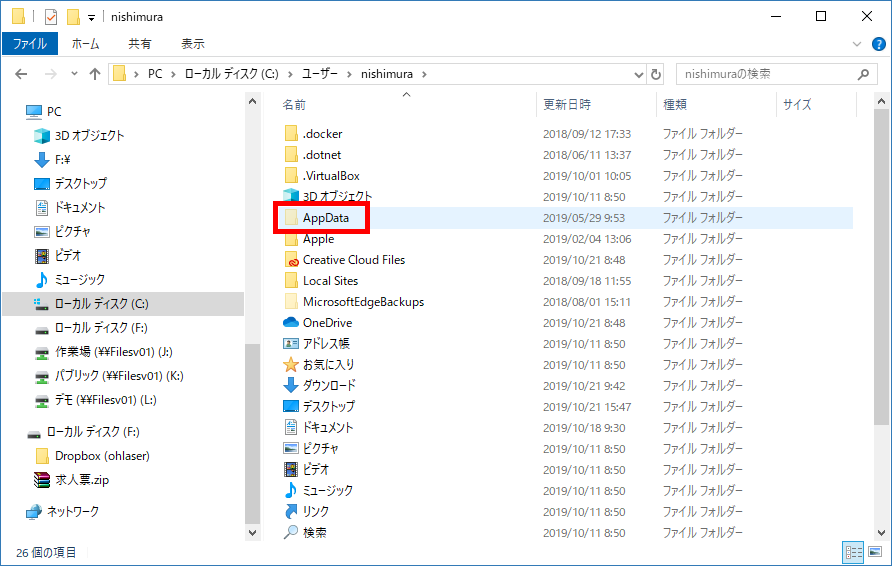 nishimura
ファイル ホーム 共有 表示
PC ローカル ディスク (C:) ユーザー nishimura nishimuraの検索
名前 更新日時 種類 サイズ
PC
3D オブジェクト
F:¥
デスクトップ
ドキュメント
ピクチャ
ビデオ
ミュージック
ローカル ディスク (C:)
ローカル ディスク (F:)
作業場 (¥¥Filesv01) (J:)
パブリック (¥¥Filesv01) (K:)
デモ (¥¥Filesv01) (L:)
ローカル ディスク (F:)
Dropbox (ohlaser)
求人票.zip
ネットワーク
.docker 2018/09/12 17:33 ファイル フォルダー
.dotnet 2018/06/11 13:37 ファイル フォルダー
.VirtualBox 2019/10/01 10:05 ファイル フォルダー
3D オブジェクト 2019/10/11 8:50 ファイル フォルダー
AppData 2019/05/29 9:53 ファイル フォルダー
Apple 2019/02/04 13:06 ファイル フォルダー
Creative Cloud Files 2019/10/21 8:48 ファイル フォルダー
Local Sites 2018/09/18 11:55 ファイル フォルダー
MicrosoftEdgeBackups 2018/08/01 15:11 ファイル フォルダー
OneDrive 2019/10/21 8:48 ファイル フォルダー
アドレス帳 2019/10/11 8:50 ファイル フォルダー
お気に入り 2019/10/11 8:50 ファイル フォルダー
ダウンロード 2019/10/21 9:42 ファイル フォルダー
デスクトップ 2019/10/21 15:47 ファイル フォルダー
ドキュメント 2019/10/18 9:30 ファイル フォルダー
ピクチャ 2019/10/11 8:50 ファイル フォルダー
ビデオ 2019/10/11 8:50 ファイル フォルダー
ミュージック 2019/10/11 8:50 ファイル フォルダー
リンク 2019/10/11 8:50 ファイル フォルダー
検索 2019/10/11 8:50 ファイル フォルダー
26 個の項目